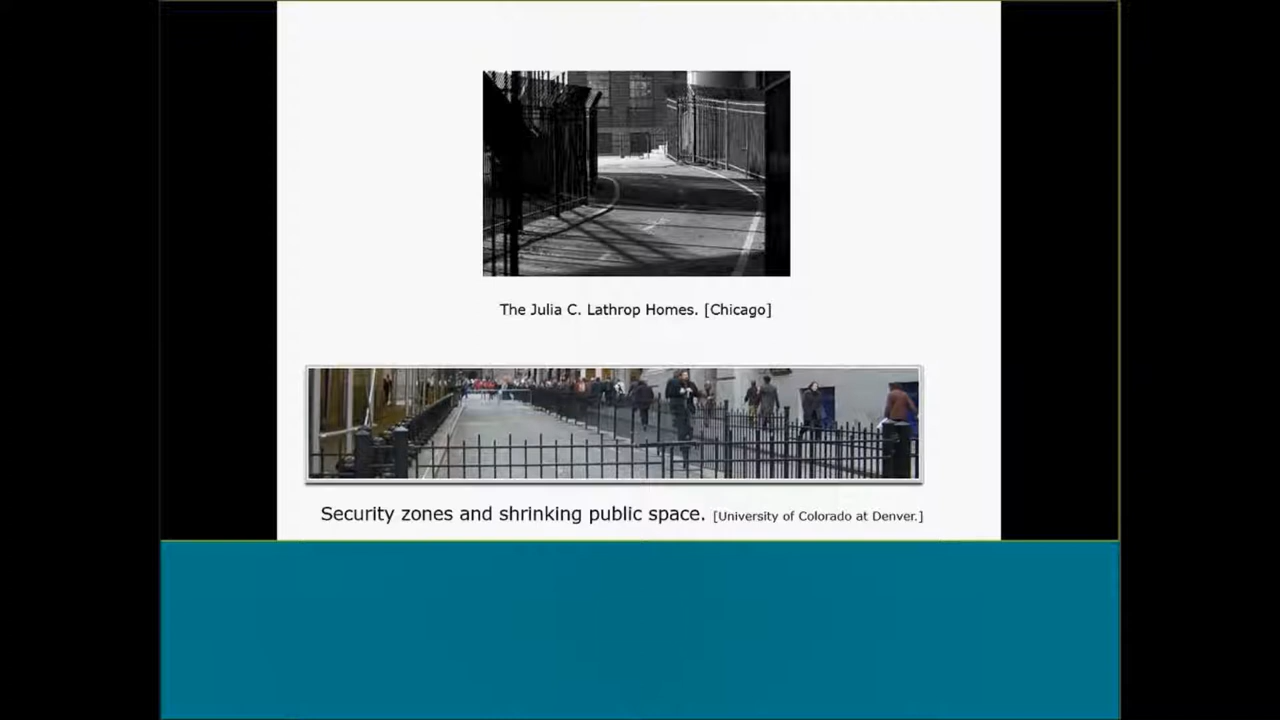 The Julia C. Lathrop Homes. [Chicago]
Security zones and shrinking public space. [University of Colorado at Denver.]